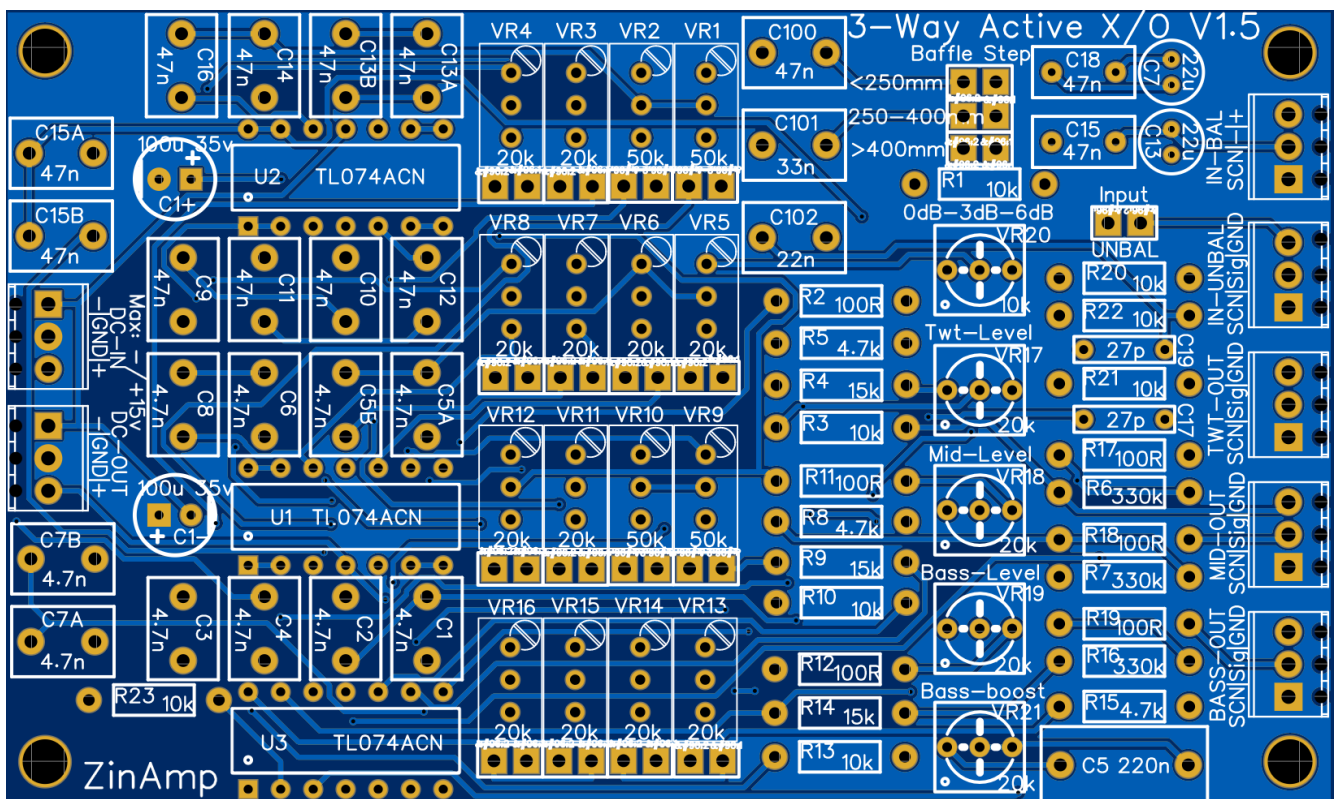 3-Way Active X/O V1.5
C16
47n
C14
47n
C13B
47n
C13A
47n
VR4
VR3
VR2
VR1
20k
20k
50k
50k
C100
47n
Baffle Step
<250mm
250-400mm
>400mm
C18
47n
C7
22u
C101
33n
C15
47n
C13
22u
IN-BAL
SCN|-|+
C15A
47n
100u 35v
+
C1+
U2
TL074ACN
R1
10k
0dB-3dB-6dB
Input
UNBAL
C15B
47n
C102
22n
VR8
VR7
VR6
VR5
20k
20k
20k
20k
VR20
10k
R20
10k
IN-UNBAL
SCN|Sig|GND
C9
4.7n
C11
4.7n
C10
4.7n
C12
4.7n
-|GND|+
DC-IN
Max: -/+15v
R2
100R
R22
10k
R5
4.7k
Twt-Level
VR17
20k
27p
C19
R4
15k
R21
10k
TWT-OUT
SCN|Sig|GND
C8
4.7n
C6
4.7n
C5B
4.7n
C5A
4.7n
R3
10k
27p
C17
-|GND|+
DC-OUT
VR12
VR11
VR10
VR9
20k
20k
50k
50k
Mid-Level
VR18
20k
R17
100R
R11
100R
R6
330k
100u 35v
+
C1-
U1
TL074ACN
R8
4.7k
R18
100R
MID-OUT
SCN|Sig|GND
C7B
4.7n
R9
15k
Bass-Level
VR19
20k
R7
330k
R10
10k
C7A
4.7n
C3
4.7n
C4
4.7n
C2
4.7n
C1
4.7n
VR16
VR15
VR14
VR13
20k
20k
20k
20k
R19
100R
BASS-OUT
SCN|Sig|GND
R12
100R
R16
330k
R23
10k
Bass-boost
VR21
20k
R14
15k
R15
4.7k
U3
TL074ACN
R13
10k
C5 220n
ZinAmp